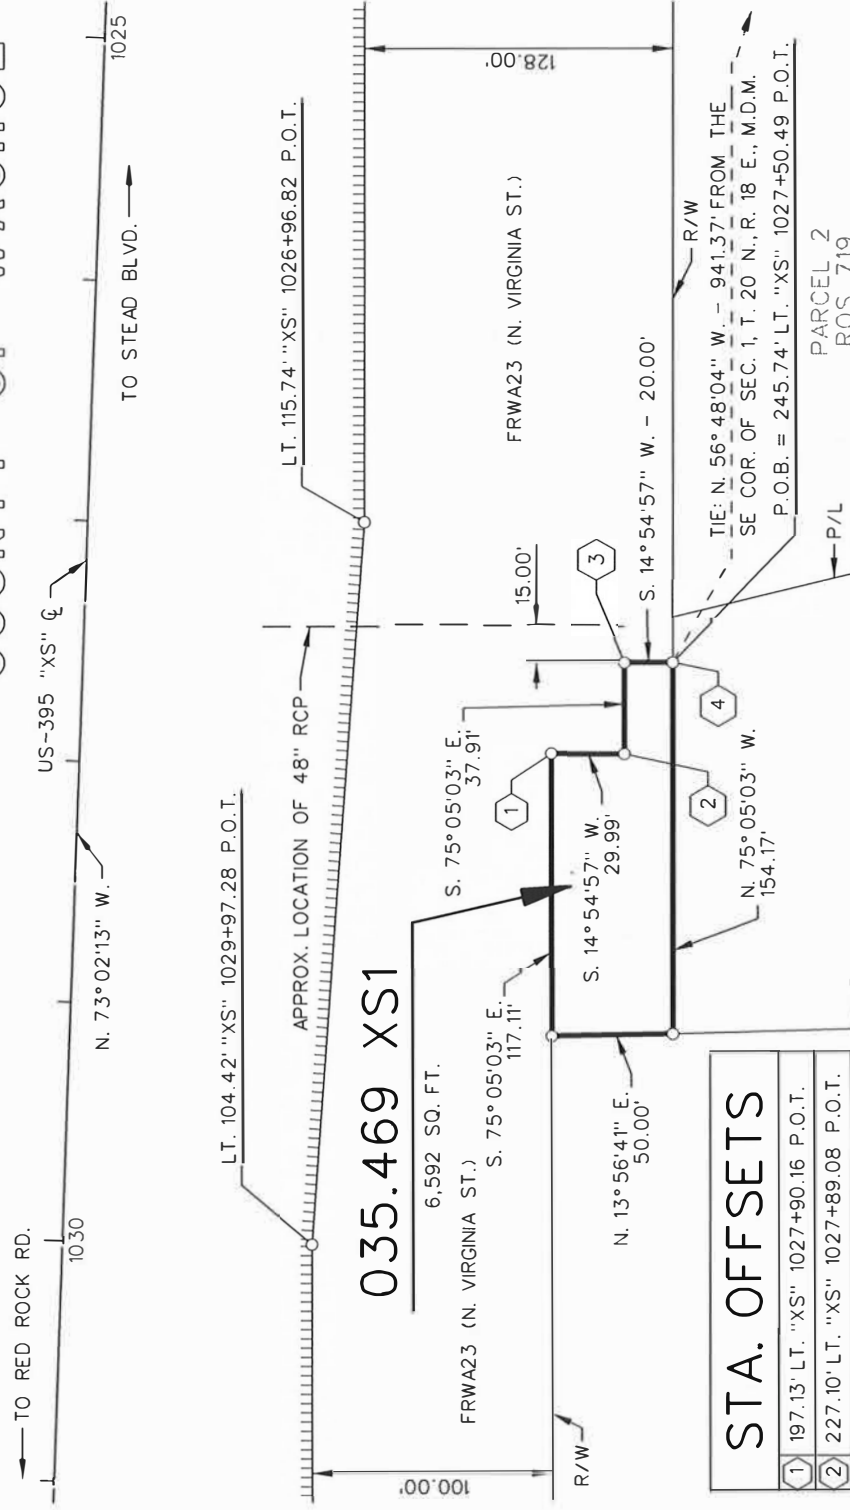 ← TO RED ROCK RD.
1030
N. 73° 02'13" W.
US-395 "XS" ℄
TO STEAD BLVD. →
1025
LT. 104.42' "XS" 1029+97.28 P.O.T.
APPROX. LOCATION OF 48" RCP
LT. 115.74' "XS" 1026+96.82 P.O.T.
128.00'
100.00'
035.469 XS1
6,592 SQ. FT.
FRWA23 (N. VIRGINIA ST.)
FRWA23 (N. VIRGINIA ST.)
15.00'
S. 75° 05'03" E.
117.11'
S. 75° 05'03" E.
37.91'
1
2
3
4
S. 14° 54'57" W.
29.99'
S. 14° 54'57" W. - 20.00'
R/W
R/W
N. 13° 56'41" E.
50.00'
N. 75° 05'03" W.
154.17'
TIE: N. 56° 48'04" W. - 941.37' FROM THE
SE COR. OF SEC. 1, T. 20 N., R. 18 E., M.D.M.
P.O.B. = 245.74' LT. "XS" 1027+50.49 P.O.T.
P/L
PARCEL 2
ROS 719
STA. OFFSETS
1 197.13' LT. "XS" 1027+90.16 P.O.T.
2 227.10' LT. "XS" 1027+89.08 P.O.T.